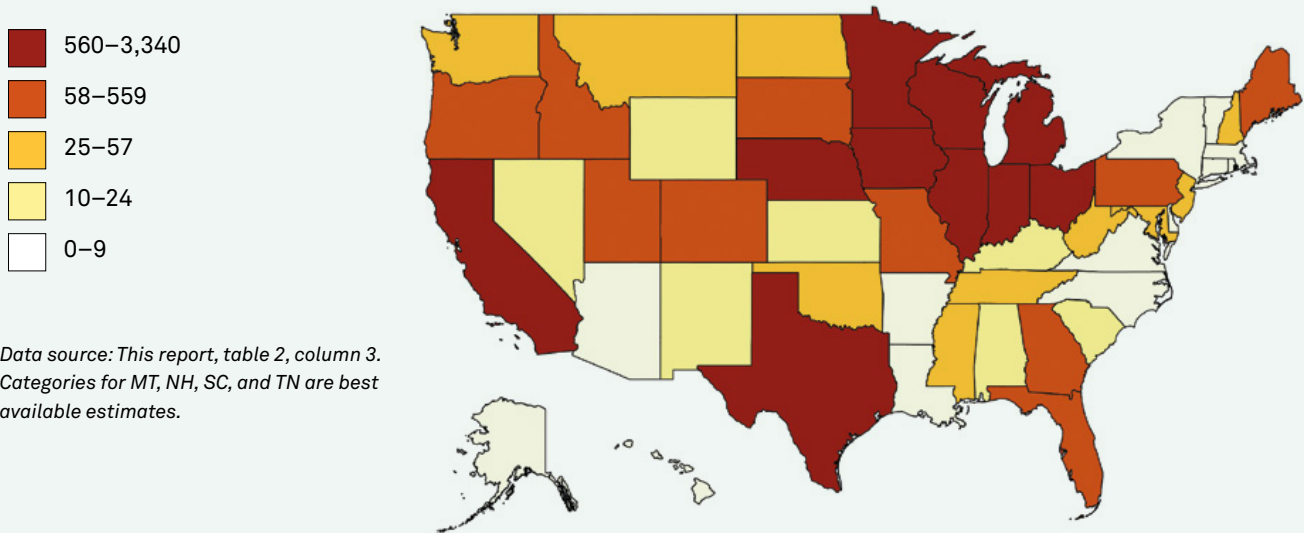 560–3,340
58–559
25–57
10–24
0–9
Data source: This report, table 2, column 3.
Categories for MT, NH, SC, and TN are best
available estimates.